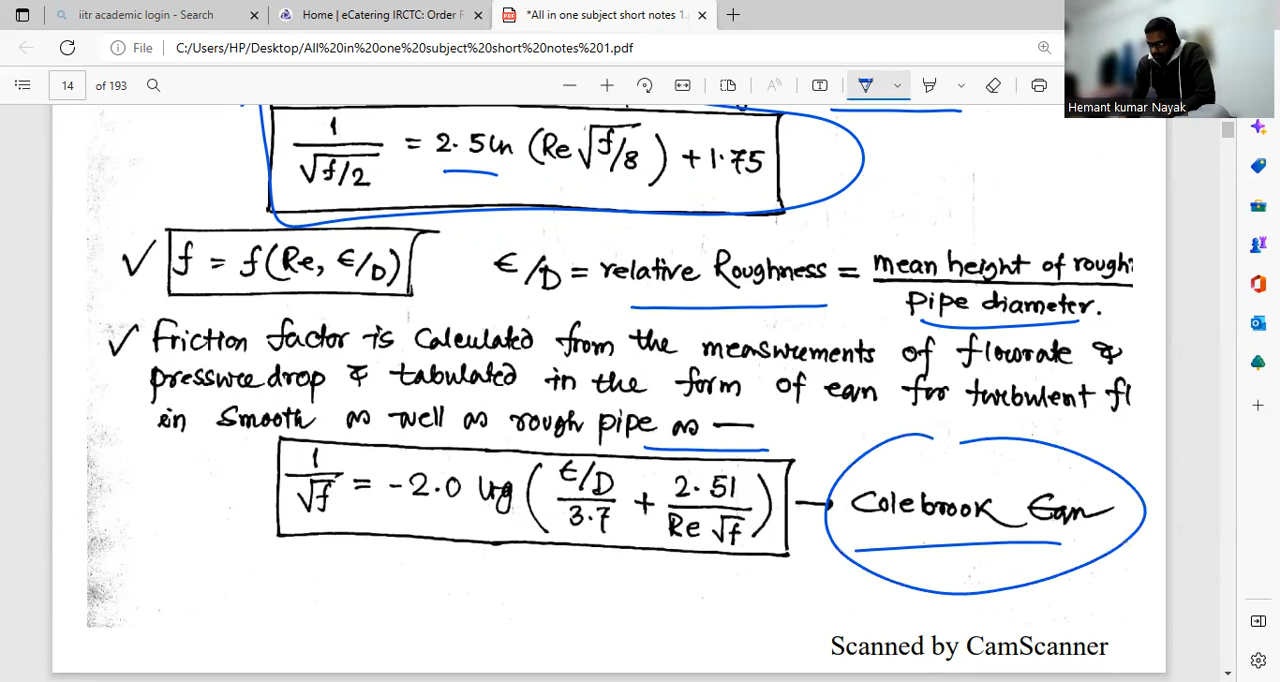 iitr academic login - Search
Home | eCatering IRCTC: Order F
*All in one subject short notes 1.p
File C:/Users/HP/Desktop/All%20in%20one%20subject%20short%20notes%201.pdf
14 of 193
Hemant kumar Nayak
1/√f/2 = 2.5 ln (Re √f/8) + 1.75
✓ f = f(Re, ϵ/D) ϵ/D = relative Roughness = mean height of roughn
Pipe diameter.
✓ Friction factor is Calculated from the measurements of flowrate &
pressure drop & tabulated in the form of eqn for turbulent fl
in Smooth as well as rough pipe as —
1/√f = -2.0 log (ϵ/D / 3.7 + 2.51 / Re √f) → Colebrook Eqn
Scanned by CamScanner